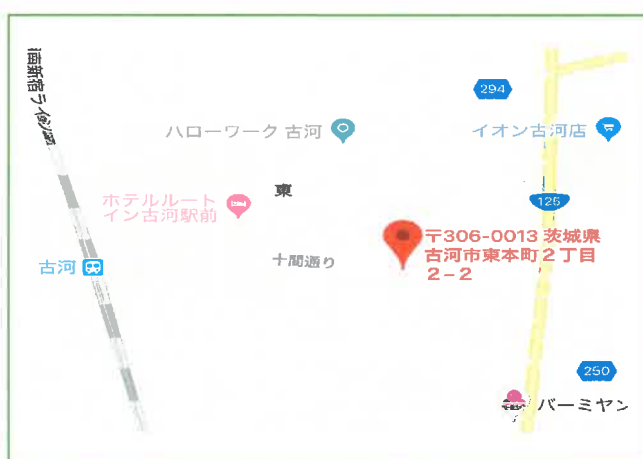 294
ハローワーク 古河
イオン古河店
東
ホテルルート
イン古河駅前
125
〒306-0013 茨城県
古河市東本町2丁目
2-2
古河
十間通り
250
バーミヤン